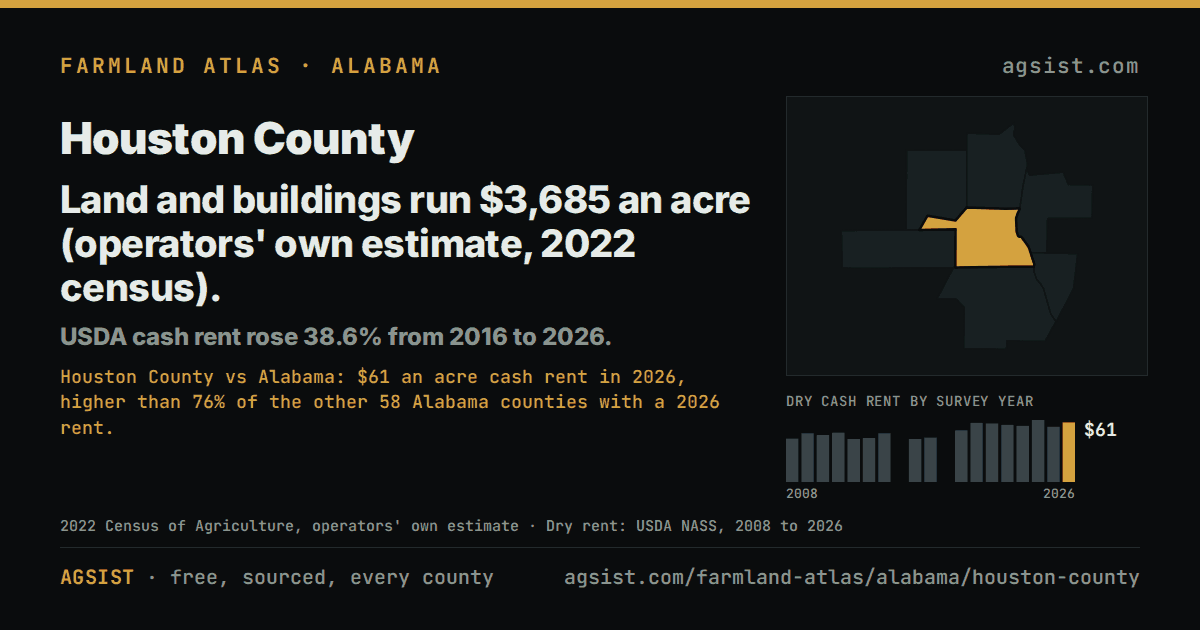 FARMLAND ATLAS · ALABAMA
agsist.com
Houston County
Land and buildings run $3,685 an acre
(operators' own estimate, 2022
census).
USDA cash rent rose 38.6% from 2016 to 2026.
Houston County vs Alabama: $61 an acre cash rent in 2026,
higher than 76% of the other 58 Alabama counties with a 2026
rent.
DRY CASH RENT BY SURVEY YEAR
$61
2008
2026
2022 Census of Agriculture, operators' own estimate · Dry rent: USDA NASS, 2008 to 2026
AGSIST · free, sourced, every county
agsist.com/farmland-atlas/alabama/houston-county